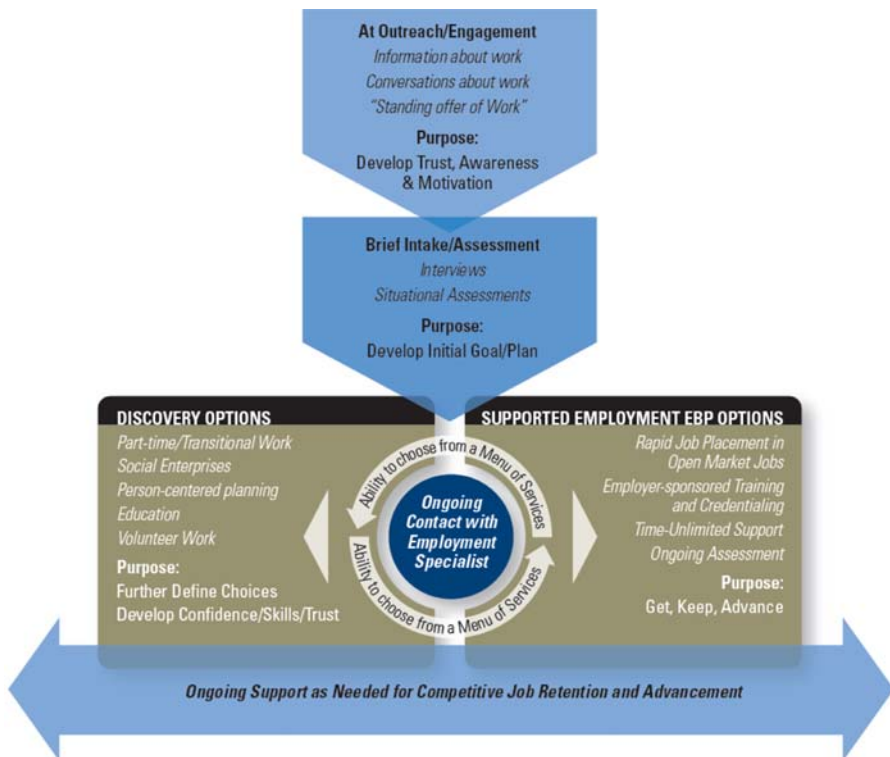 At Outreach/Engagement
Information about work
Conversations about work
“Standing offer of Work”
Purpose:
Develop Trust, Awareness
& Motivation
Brief Intake/Assessment
Interviews
Situational Assessments
Purpose:
Develop Initial Goal/Plan
DISCOVERY OPTIONS
Part-time/Transitional Work
Social Enterprises
Person-centered planning
Education
Volunteer Work
Purpose:
Further Define Choices
Develop Confidence/Skills/Trust
Ability to choose from a Menu of Services
Ongoing
Contact with
Employment
Specialist
Ability to choose from a Menu of Services
SUPPORTED EMPLOYMENT EBP OPTIONS
Rapid Job Placement in
Open Market Jobs
Employer-sponsored Training
and Credentialing
Time-Unlimited Support
Ongoing Assessment
Purpose:
Get, Keep, Advance
Ongoing Support as Needed for Competitive Job Retention and Advancement